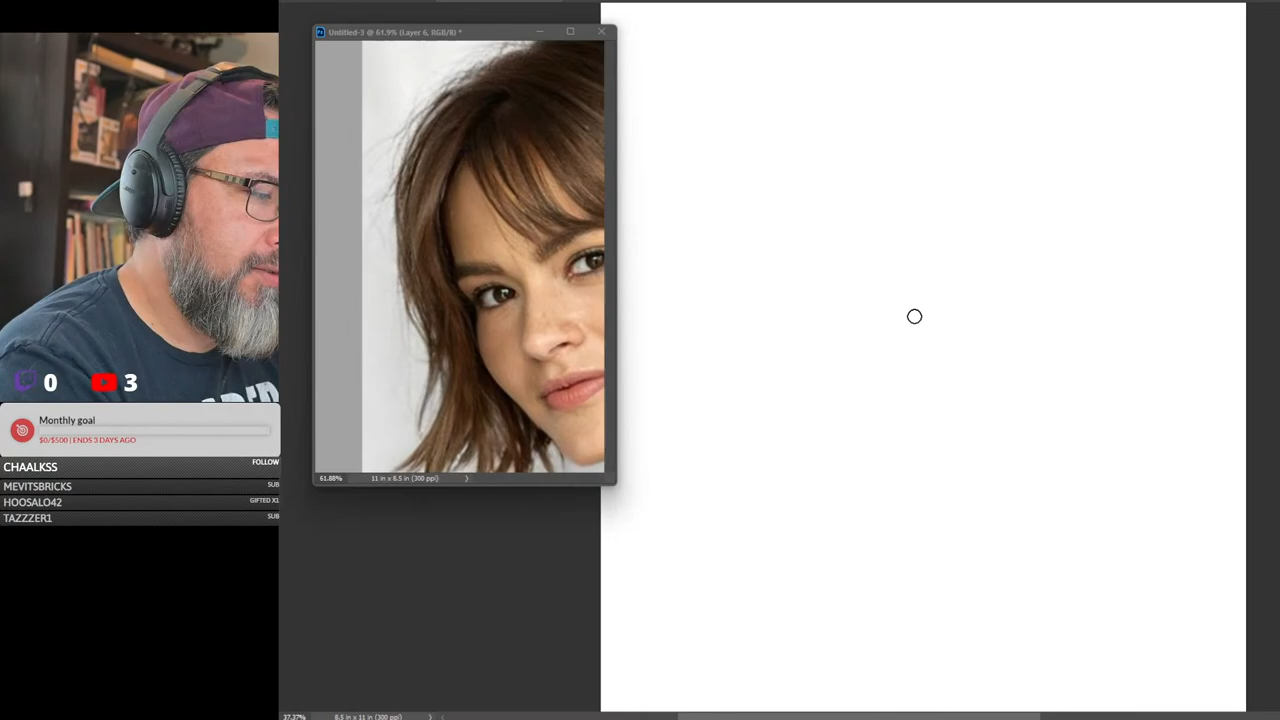 Untitled-3 @ 61.9% (Layer 6, RGB/8) *
0
3
Monthly goal
$0/$500 | ENDS 3 DAYS AGO
CHAALKSS FOLLOW
MEVITSBRICKS SUB
HOOSALO42 GIFTED X1
TAZZZER1 SUB
61.88% 11 in x 8.5 in (300 ppi)
37.37% 8.5 in x 11 in (300 ppi)